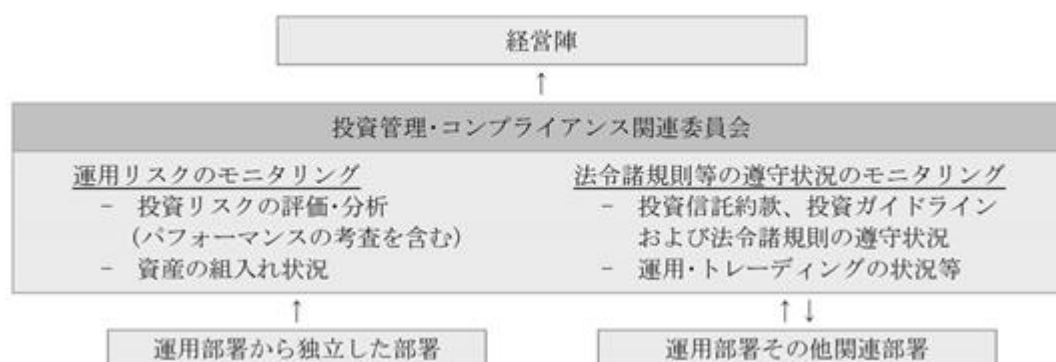 経営陣
↑
投資管理・コンプライアンス関連委員会
運用リスクのモニタリング
− 投資リスクの評価・分析
(パフォーマンスの考査を含む)
− 資産の組入れ状況
法令諸規則等の遵守状況のモニタリング
− 投資信託約款、投資ガイドライン
および法令諸規則の遵守状況
− 運用・トレーディングの状況等
↑
↑↓
運用部署から独立した部署
運用部署その他関連部署